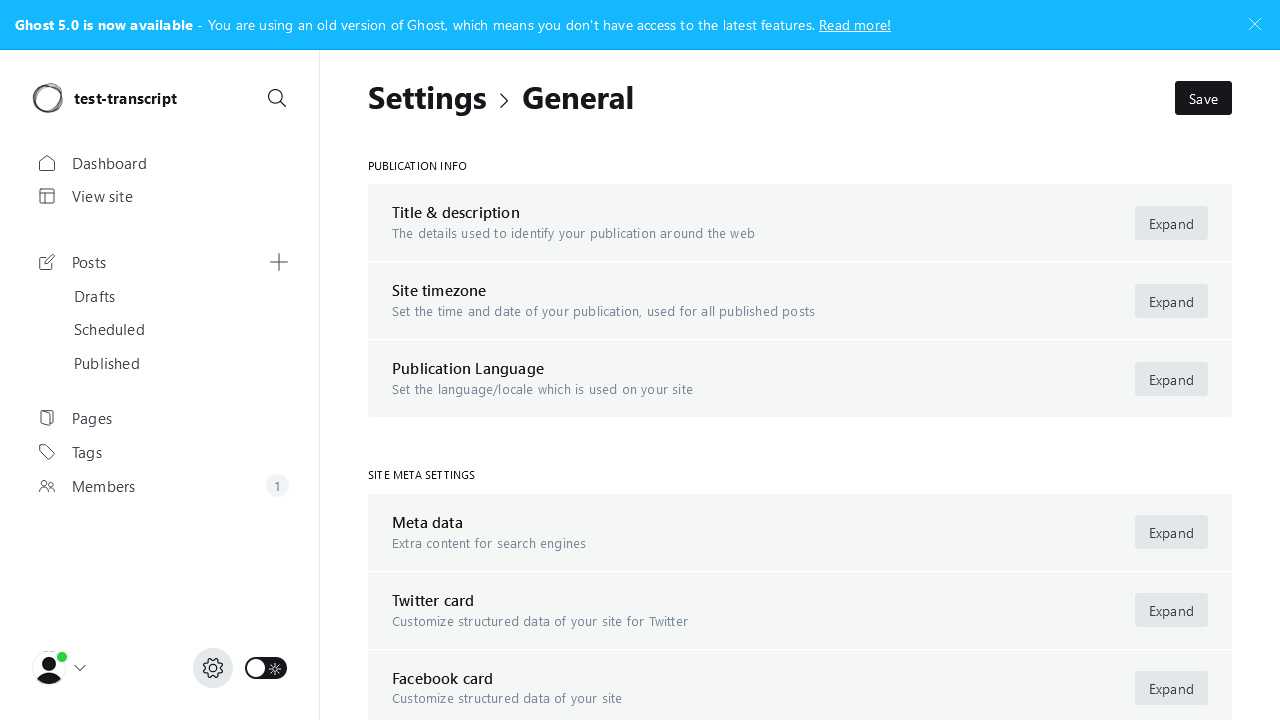 Ghost 5.0 is now available - You are using an old version of Ghost, which means you don't have access to the latest features. Read more!
test-transcript
Dashboard
View site
Posts
Drafts
Scheduled
Published
Pages
Tags
Members
1
Settings > General
Save
PUBLICATION INFO
Title & description
The details used to identify your publication around the web
Expand
Site timezone
Set the time and date of your publication, used for all published posts
Expand
Publication Language
Set the language/locale which is used on your site
Expand
SITE META SETTINGS
Meta data
Extra content for search engines
Expand
Twitter card
Customize structured data of your site for Twitter
Expand
Facebook card
Customize structured data of your site
Expand